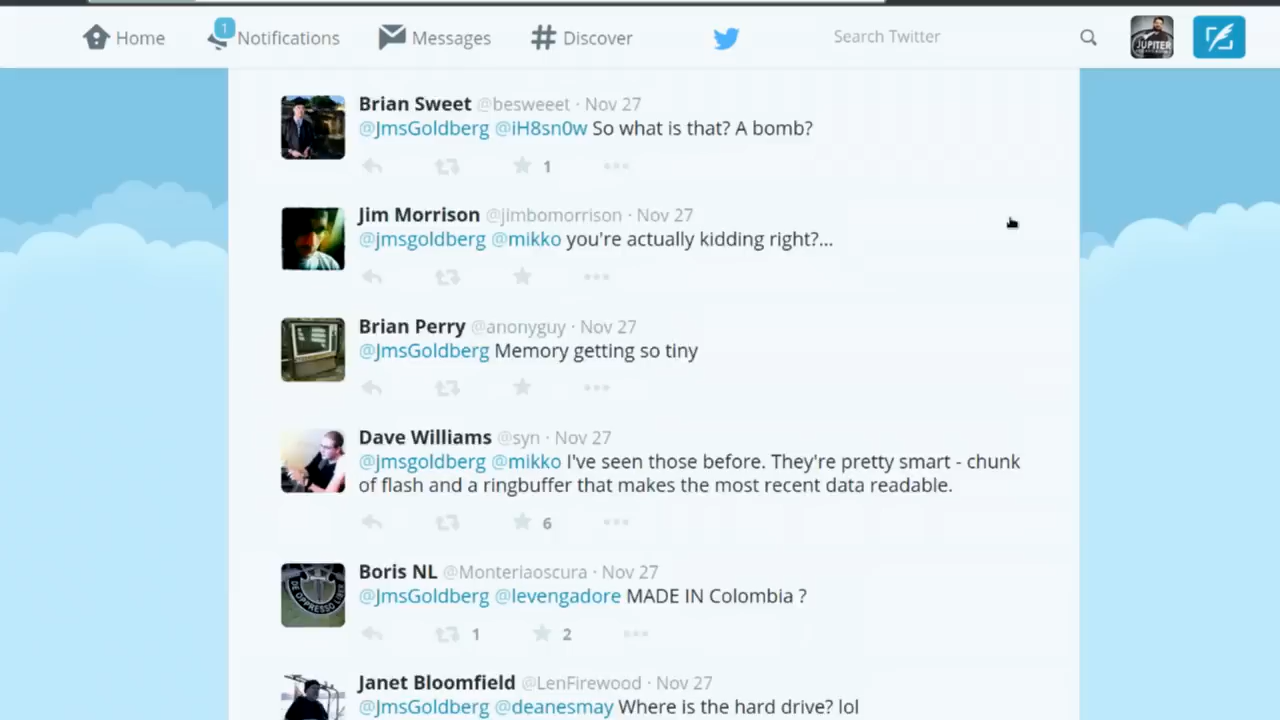 Home
1
Notifications
Messages
Discover
Search Twitter
JUPITER
Brian Sweet @besweeet · Nov 27
@JmsGoldberg @iH8sn0w So what is that? A bomb?
1
Jim Morrison @jimbomorrison · Nov 27
@jmsgoldberg @mikko you're actually kidding right?...
Brian Perry @anonyguy · Nov 27
@JmsGoldberg Memory getting so tiny
Dave Williams @syn · Nov 27
@Jmsgoldberg @mikko I've seen those before. They're pretty smart - chunk
of flash and a ringbuffer that makes the most recent data readable.
6
Boris NL @Monteriaoscura · Nov 27
@JmsGoldberg @levengadore MADE IN Colombia ?
1 2
Janet Bloomfield @LenFirewood · Nov 27
@JmsGoldberg @deanesmay Where is the hard drive? lol